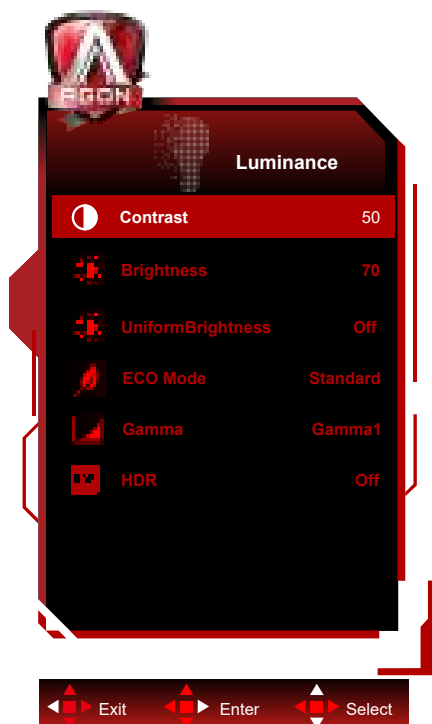 AGON
Luminance
Contrast 50
Brightness 70
UniformBrightness Off
ECO Mode Standard
Gamma Gamma1
HDR Off
Exit Enter Select